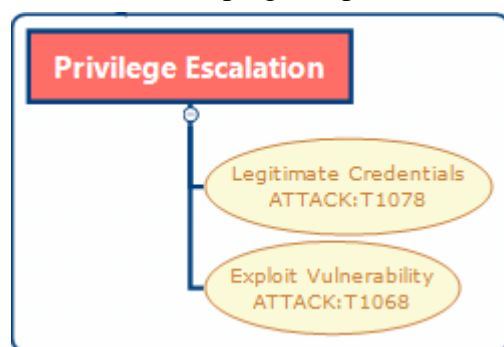 Privilege Escalation
Legitimate Credentials
ATTACK:T1078
Exploit Vulnerability
ATTACK:T1068